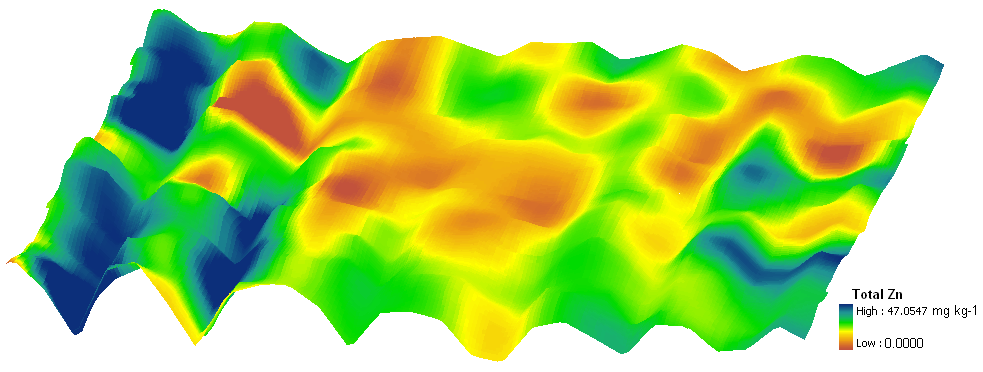 Total Zn
High : 47.0547 mg kg-1
Low : 0.0000